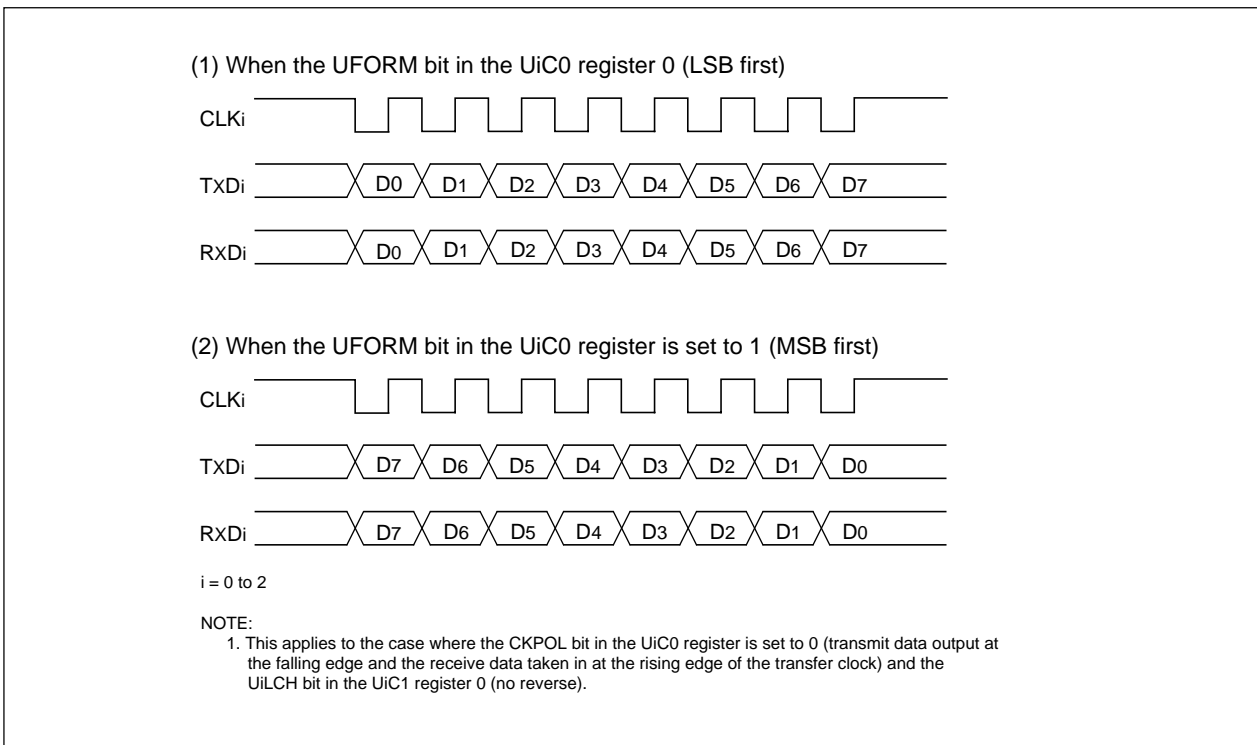 (1) When the UFORM bit in the UiC0 register 0 (LSB first)
CLKi
TXDi D0 D1 D2 D3 D4 D5 D6 D7
RXDi D0 D1 D2 D3 D4 D5 D6 D7
(2) When the UFORM bit in the UiC0 register is set to 1 (MSB first)
CLKi
TXDi D7 D6 D5 D4 D3 D2 D1 D0
RXDi D7 D6 D5 D4 D3 D2 D1 D0
i = 0 to 2
NOTE:
1. This applies to the case where the CKPOL bit in the UiC0 register is set to 0 (transmit data output at
the falling edge and the receive data taken in at the rising edge of the transfer clock) and the
UiLCH bit in the UiC1 register 0 (no reverse).